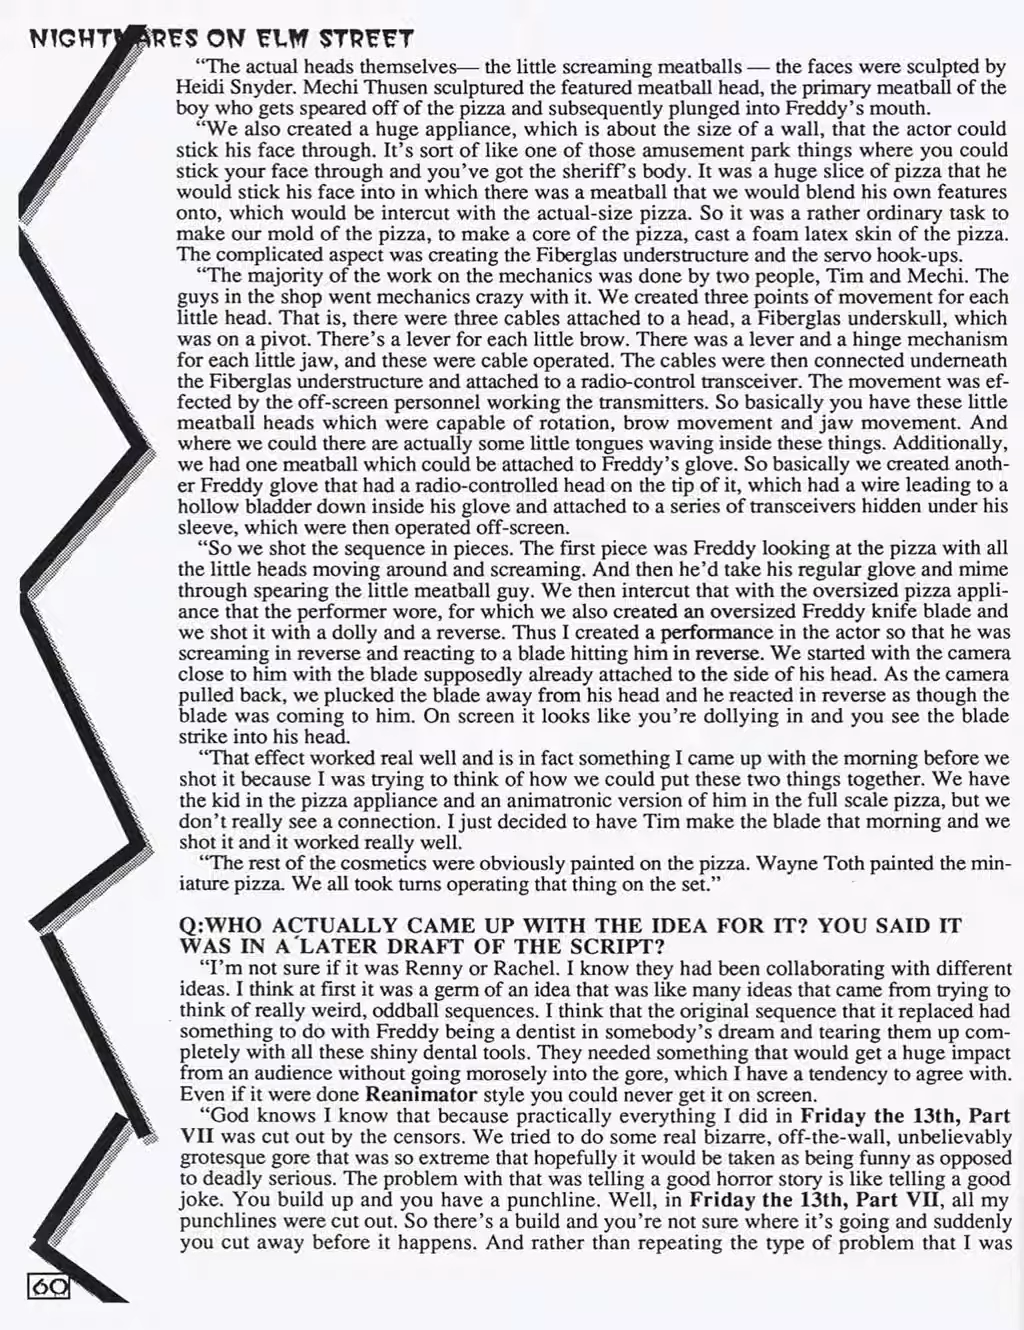 NIGHTMARES ON ELM STREET
“The actual heads themselves— the little screaming meatballs — the faces were sculpted by
Heidi Snyder. Mechi Thusen sculptured the featured meatball head, the primary meatball of the
boy who gets speared off of the pizza and subsequently plunged into Freddy’s mouth.
“We also created a huge appliance, which is about the size of a wall, that the actor could
stick his face through. It’s sort of like one of those amusement park things where you could
stick your face through and you’ve got the sheriff’s body. It was a huge slice of pizza that he
would stick his face into in which there was a meatball that we would blend his own features
onto, which would be intercut with the actual-size pizza. So it was a rather ordinary task to
make our mold of the pizza, to make a core of the pizza, cast a foam latex skin of the pizza.
The complicated aspect was creating the Fiberglas understructure and the servo hook-ups.
“The majority of the work on the mechanics was done by two people, Tim and Mechi. The
guys in the shop went mechanics crazy with it. We created three points of movement for each
little head. That is, there were three cables attached to a head, a Fiberglas underskull, which
was on a pivot. There’s a lever for each little brow. There was a lever and a hinge mechanism
for each little jaw, and these were cable operated. The cables were then connected underneath
the Fiberglas understructure and attached to a radio-control transceiver. The movement was ef-
fected by the off-screen personnel working the transmitters. So basically you have these little
meatball heads which were capable of rotation, brow movement and jaw movement. And
where we could there are actually some little tongues waving inside these things. Additionally,
we had one meatball which could be attached to Freddy’s glove. So basically we created anoth-
er Freddy glove that had a radio-controlled head on the tip of it, which had a wire leading to a
hollow bladder down inside his glove and attached to a series of transceivers hidden under his
sleeve, which were then operated off-screen.
“So we shot the sequence in pieces. The first piece was Freddy looking at the pizza with all
the little heads moving around and screaming. And then he’d take his regular glove and mime
through spearing the little meatball guy. We then intercut that with the oversized pizza appli-
ance that the performer wore, for which we also created an oversized Freddy knife blade and
we shot it with a dolly and a reverse. Thus I created a performance in the actor so that he was
screaming in reverse and reacting to a blade hitting him in reverse. We started with the camera
close to him with the blade supposedly already attached to the side of his head. As the camera
pulled back, we plucked the blade away from his head and he reacted in reverse as though the
blade was coming to him. On screen it looks like you’re dollying in and you see the blade
strike into his head.
“That effect worked real well and is in fact something I came up with the morning before we
shot it because I was trying to think of how we could put these two things together. We have
the kid in the pizza appliance and an animatronic version of him in the full scale pizza, but we
don’t really see a connection. I just decided to have Tim make the blade that morning and we
shot it and it worked really well.
“The rest of the cosmetics were obviously painted on the pizza. Wayne Toth painted the min-
iature pizza. We all took turns operating that thing on the set.”
Q:WHO ACTUALLY CAME UP WITH THE IDEA FOR IT? YOU SAID IT
WAS IN A LATER DRAFT OF THE SCRIPT?
“I’m not sure if it was Renny or Rachel. I know they had been collaborating with different
ideas. I think at first it was a germ of an idea that was like many ideas that came from trying to
think of really weird, oddball sequences. I think that the original sequence that it replaced had
something to do with Freddy being a dentist in somebody’s dream and tearing them up com-
pletely with all these shiny dental tools. They needed something that would get a huge impact
from an audience without going morosely into the gore, which I have a tendency to agree with.
Even if it were done Reanimator style you could never get it on screen.
“God knows I know that because practically everything I did in Friday the 13th, Part
VII was cut out by the censors. We tried to do some real bizarre, off-the-wall, unbelievably
grotesque gore that was so extreme that hopefully it would be taken as being funny as opposed
to deadly serious. The problem with that was telling a good horror story is like telling a good
joke. You build up and you have a punchline. Well, in Friday the 13th, Part VII, all my
punchlines were cut out. So there’s a build and you’re not sure where it’s going and suddenly
you cut away before it happens. And rather than repeating the type of problem that I was
60